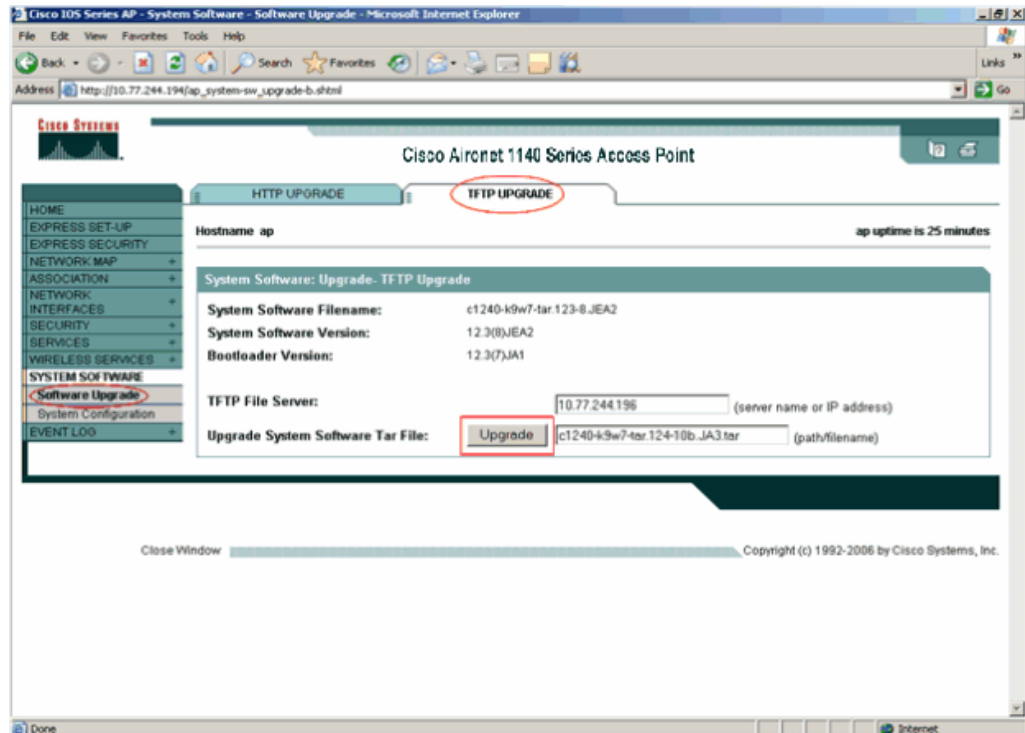 Cisco IOS Series AP - System Software - Software Upgrade - Microsoft Internet Explorer
File Edit View Favorites Tools Help
Back Search Favorites Links »
Address http://10.77.244.194/ap_system-sw_upgrade-b.shtml Go
CISCO SYSTEMS
Cisco Aironet 1140 Series Access Point
HTTP UPGRADE TFTP UPGRADE
Hostname ap ap uptime is 25 minutes
HOME
EXPRESS SET-UP
EXPRESS SECURITY
NETWORK MAP +
ASSOCIATION +
NETWORK
INTERFACES +
SECURITY +
SERVICES +
WIRELESS SERVICES +
SYSTEM SOFTWARE
Software Upgrade
System Configuration
EVENT LOG +
System Software: Upgrade- TFTP Upgrade
System Software Filename: c1240-k9w7-tar.123-8.JEA2
System Software Version: 12.3(8)JEA2
Bootloader Version: 12.3(7)JA1
TFTP File Server: 10.77.244.196 (server name or IP address)
Upgrade System Software Tar File: Upgrade c1240-k9w7-tar.124-10b.JA3.tar (path/filename)
Close Window Copyright (c) 1992-2006 by Cisco Systems, Inc.
Done Internet